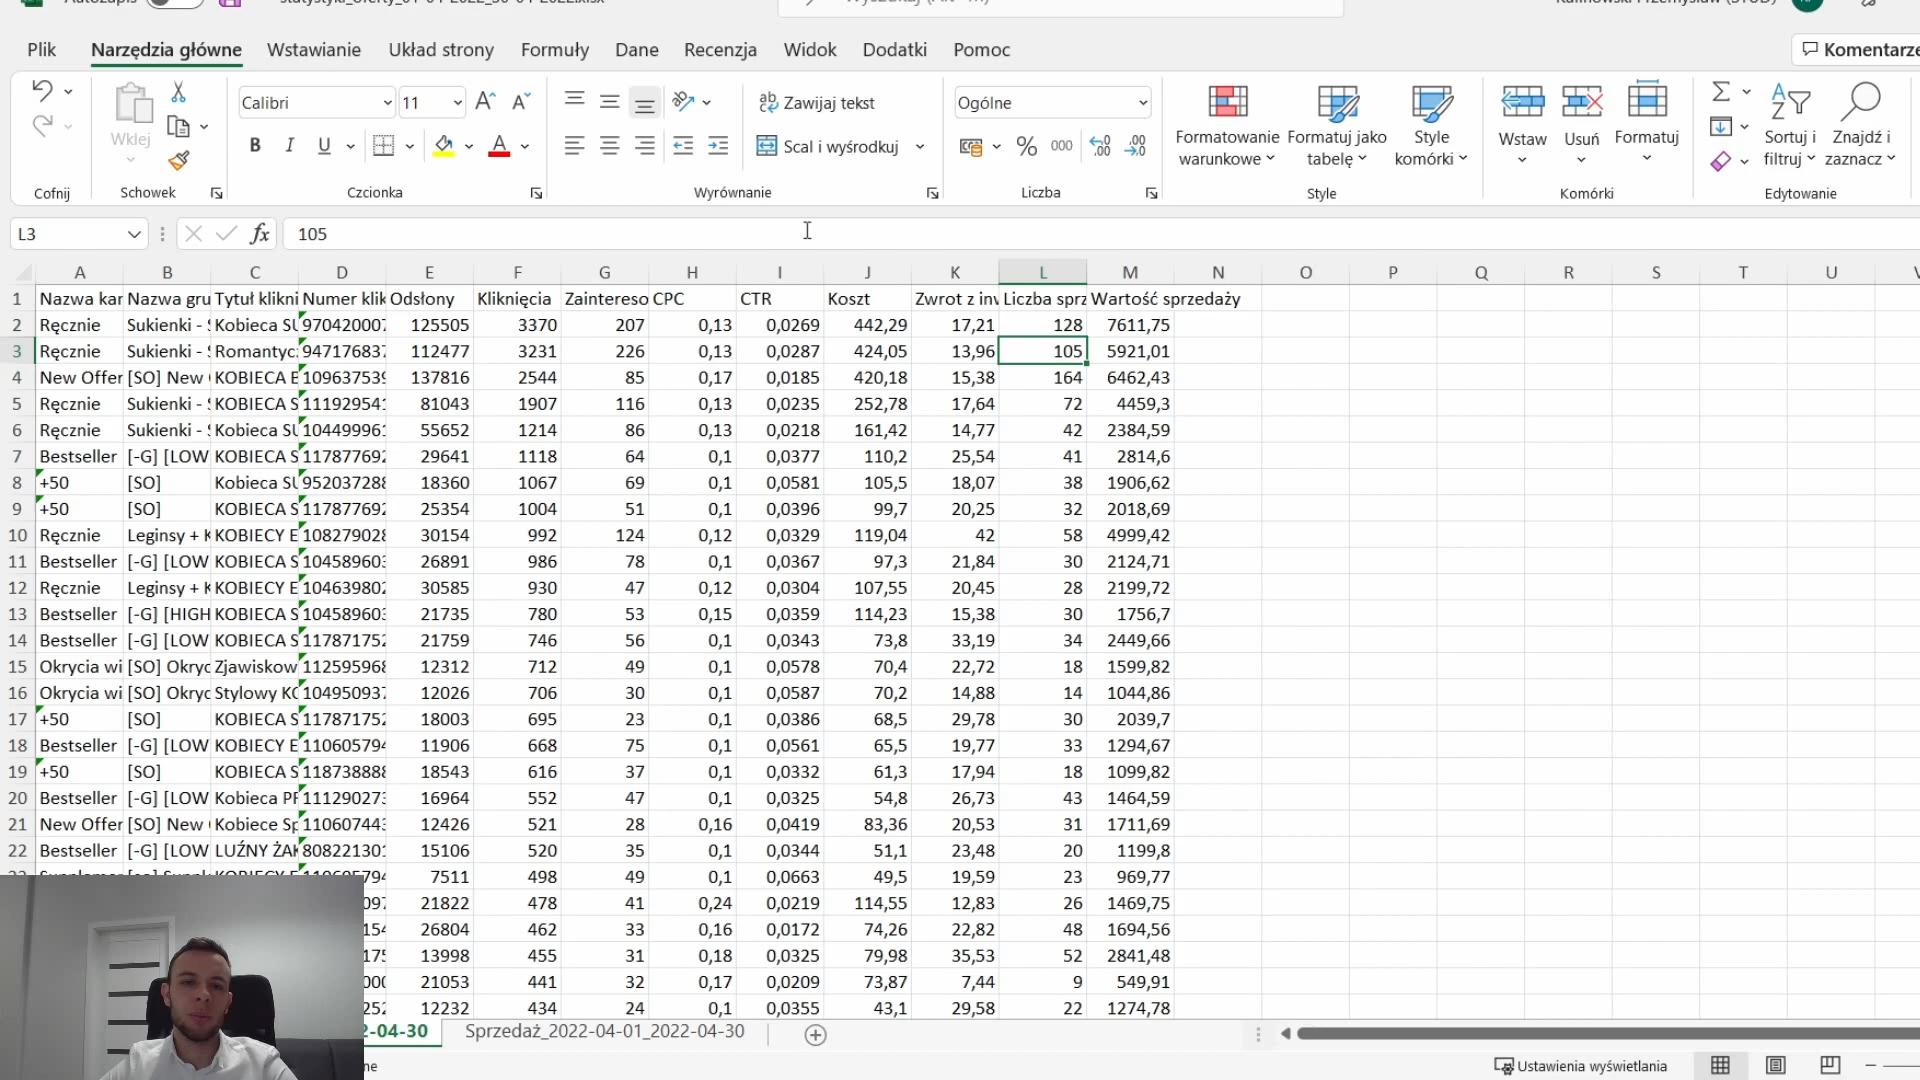 Plik Narzędzia główne Wstawianie Układ strony Formuły Dane Recenzja Widok Dodatki Pomoc Komentarze
Wklej
Calibri 11
Zawijaj tekst
Ogólne
B I U
Scal i wyśrodkuj
% 000
Formatowanie warunkowe
Formatuj jako tabelę
Style komórki
Wstaw Usuń Formatuj
Sortuj i filtruj
Znajdź i zaznacz
Cofnij Schowek Czcionka Wyrównanie Liczba Style Komórki Edytowanie
L3 fx 105
A B C D E F G H I J K L M N O P Q R S T U
1 Nazwa kar Nazwa gru Tytuł klikni Numer klik Odsłony Kliknięcia Zaintereso CPC CTR Koszt Zwrot z inv Liczba sprz Wartość sprzedaży
2 Ręcznie Sukienki - S Kobieca SU 970420007 125505 3370 207 0,13 0,0269 442,29 17,21 128 7611,75
3 Ręcznie Sukienki - S Romantycz 947176837 112477 3231 226 0,13 0,0287 424,05 13,96 105 5921,01
4 New Offer [SO] New KOBIECA E 109637539 137816 2544 85 0,17 0,0185 420,18 15,38 164 6462,43
5 Ręcznie Sukienki - S KOBIECA S 111929541 81043 1907 116 0,13 0,0235 252,78 17,64 72 4459,3
6 Ręcznie Sukienki - S Kobieca SU 104499961 55652 1214 86 0,13 0,0218 161,42 14,77 42 2384,59
7 Bestseller [-G] [LOW KOBIECA S 117877692 29641 1118 64 0,1 0,0377 110,2 25,54 41 2814,6
8 +50 [SO] Kobieca SU 952037288 18360 1067 69 0,1 0,0581 105,5 18,07 38 1906,62
9 +50 [SO] KOBIECA S 117877692 25354 1004 51 0,1 0,0396 99,7 20,25 32 2018,69
10 Ręcznie Leginsy + K KOBIECY E 108279028 30154 992 124 0,12 0,0329 119,04 42 58 4999,42
11 Bestseller [-G] [LOW KOBIECA S 104589603 26891 986 78 0,1 0,0367 97,3 21,84 30 2124,71
12 Ręcznie Leginsy + K KOBIECY E 104639802 30585 930 47 0,12 0,0304 107,55 20,45 28 2199,72
13 Bestseller [-G] [HIGH KOBIECA S 104589603 21735 780 53 0,15 0,0359 114,23 15,38 30 1756,7
14 Bestseller [-G] [LOW KOBIECA S 117871752 21759 746 56 0,1 0,0343 73,8 33,19 34 2449,66
15 Okrycia wi [SO] Okryc Zjawiskow 112595968 12312 712 49 0,1 0,0578 70,4 22,72 18 1599,82
16 Okrycia wi [SO] Okryc Stylowy KO 104950937 12026 706 30 0,1 0,0587 70,2 14,88 14 1044,86
17 +50 [SO] KOBIECA S 117871752 18003 695 23 0,1 0,0386 68,5 29,78 30 2039,7
18 Bestseller [-G] [LOW KOBIECY E 110605794 11906 668 75 0,1 0,0561 65,5 19,77 33 1294,67
19 +50 [SO] KOBIECA S 118738888 18543 616 37 0,1 0,0332 61,3 17,94 18 1099,82
20 Bestseller [-G] [LOW Kobieca PR 111290273 16964 552 47 0,1 0,0325 54,8 26,73 43 1464,59
21 New Offer [SO] New Kobiece Sp 110607443 12426 521 28 0,16 0,0419 83,36 20,53 31 1711,69
22 Bestseller [-G] [LOW LUŹNY ŻAK 808221301 15106 520 35 0,1 0,0344 51,1 23,48 20 1199,8
7511 498 49 0,1 0,0663 49,5 19,59 23 969,77
21822 478 41 0,24 0,0219 114,55 12,83 26 1469,75
26804 462 33 0,16 0,0172 74,26 22,82 48 1694,56
13998 455 31 0,18 0,0325 79,98 35,53 52 2841,48
21053 441 32 0,17 0,0209 73,87 7,44 9 549,91
12232 434 24 0,1 0,0355 43,1 29,58 22 1274,78
2-04-30 Sprzedaż_2022-04-01_2022-04-30
ne Ustawienia wyświetlania